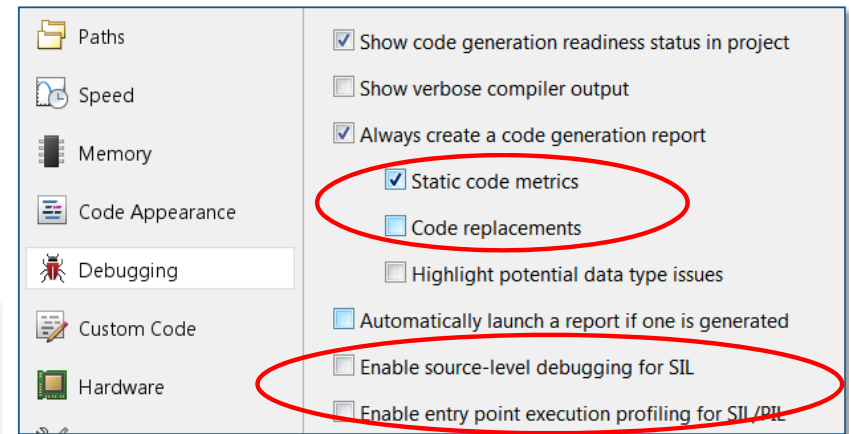 Paths
Speed
Memory
Code Appearance
Debugging
Custom Code
Hardware
Show code generation readiness status in project
Show verbose compiler output
Always create a code generation report
Static code metrics
Code replacements
Highlight potential data type issues
Automatically launch a report if one is generated
Enable source-level debugging for SIL
Enable entry point execution profiling for SIL/PIL